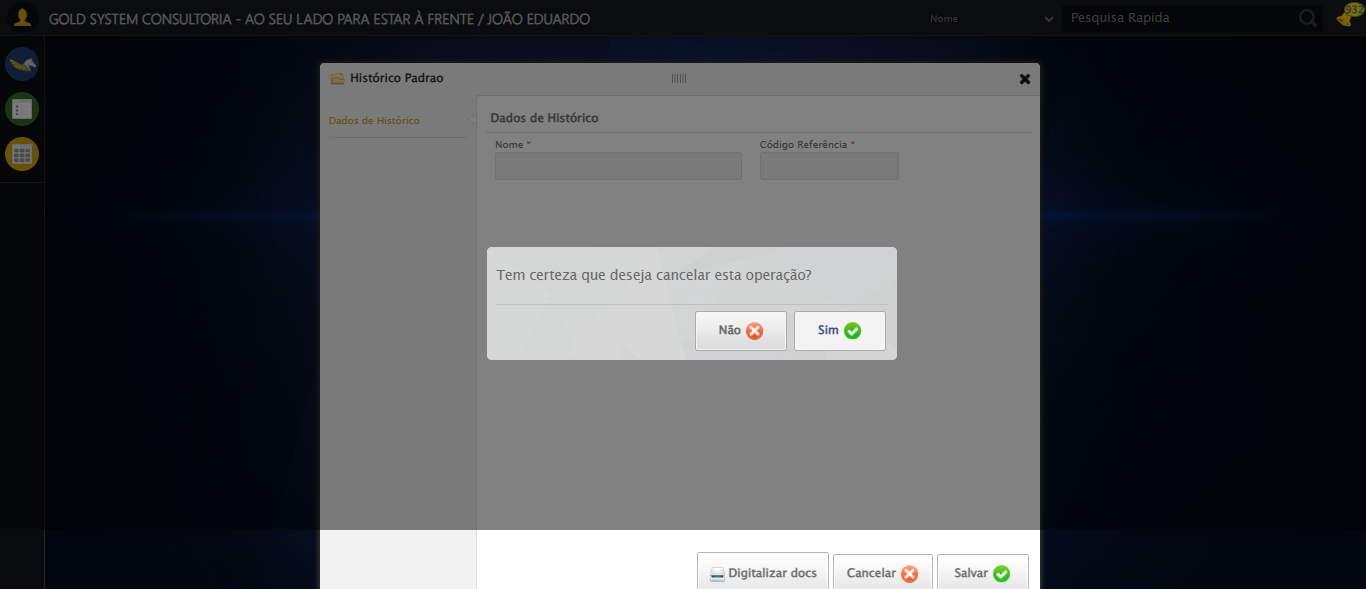 GOLD SYSTEM CONSULTORIA - AO SEU LADO PARA ESTAR À FRENTE / JOÃO EDUARDO
Nome
Pesquisa Rapida
932
Histórico Padrao
Dados de Histórico
Dados de Histórico
Nome *
Código Referência *
Tem certeza que deseja cancelar esta operação?
Não
Sim
Digitalizar docs
Cancelar
Salvar